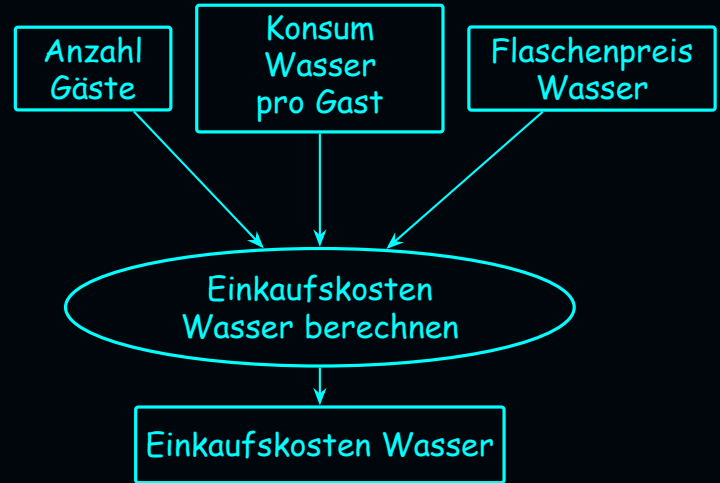 Anzahl
Gäste
Konsum
Wasser
pro Gast
Flaschenpreis
Wasser
Einkaufskosten
Wasser berechnen
Einkaufskosten Wasser